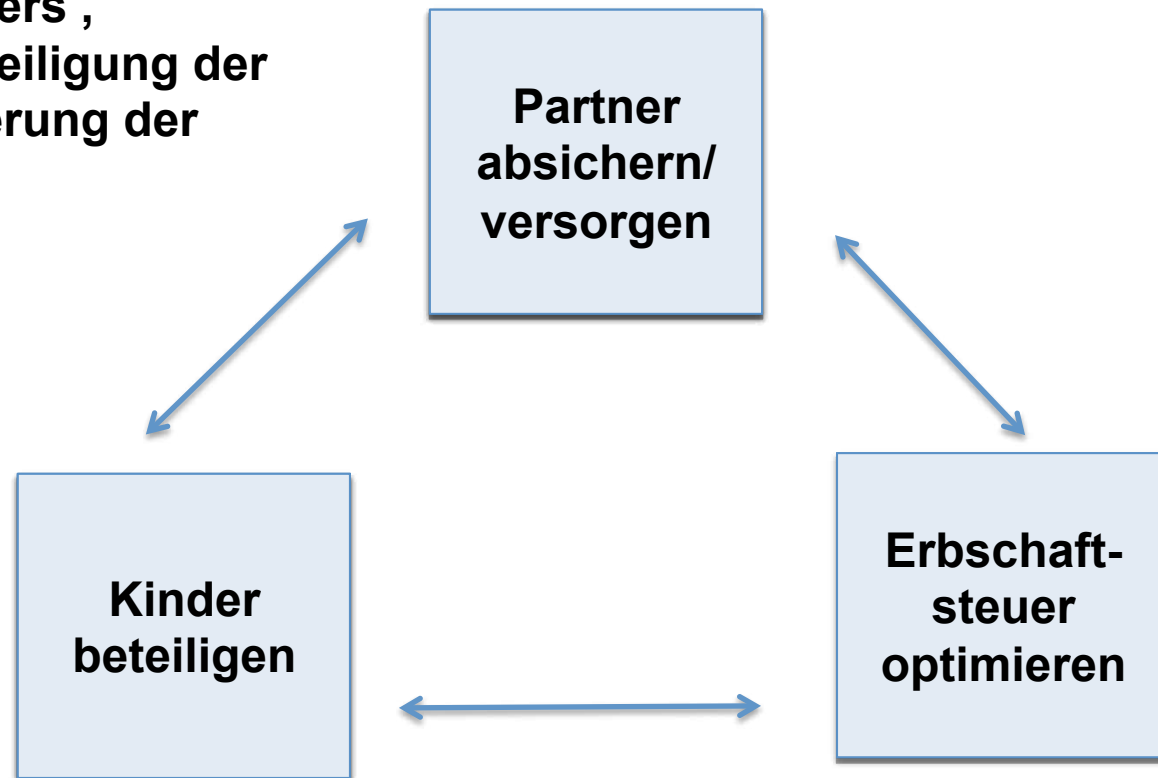 ers ,
eiligung der
erung der
Partner
absichern/
versorgen
Kinder
beteiligen
Erbschaft-
steuer
optimieren